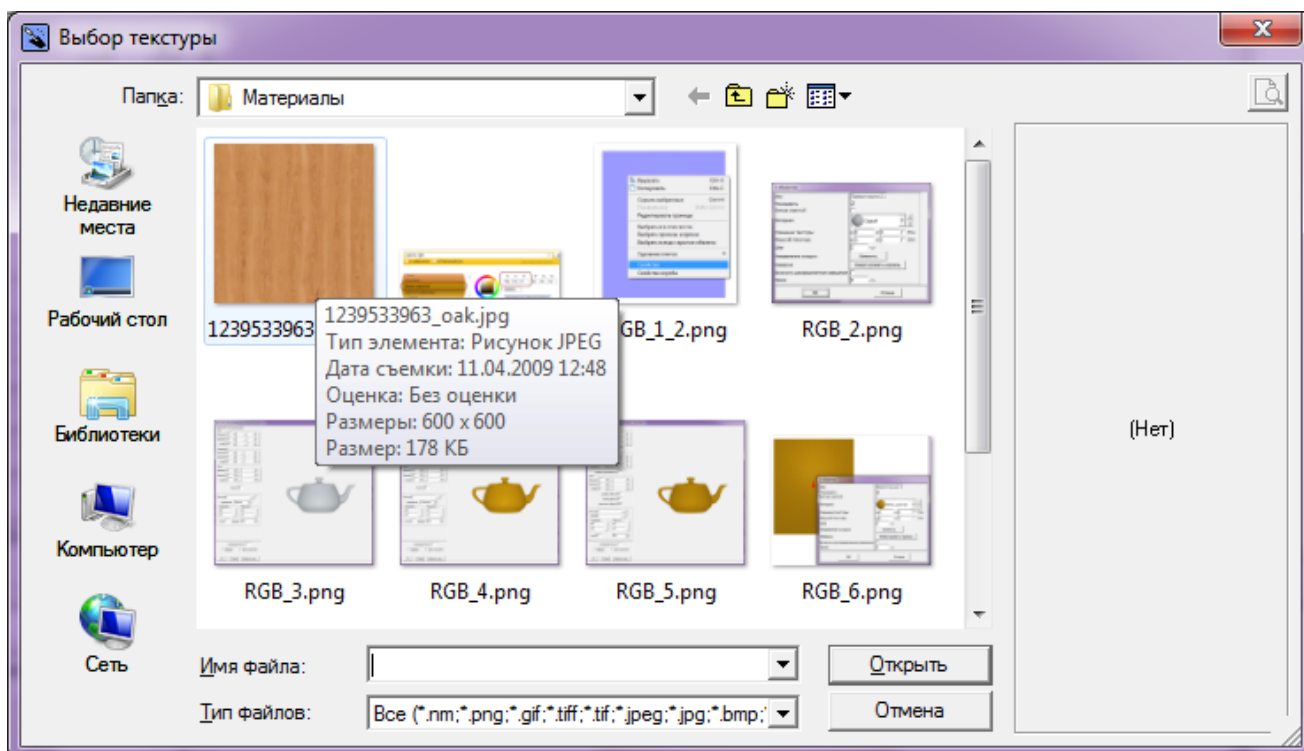 Выбор текстуры
Папка:
Материалы
Недавние
места
Рабочий стол
Библиотеки
Компьютер
Сеть
1239533963
GB_1_2.png
RGB_2.png
1239533963_oak.jpg
Тип элемента: Рисунок JPEG
Дата съемки: 11.04.2009 12:48
Оценка: Без оценки
Размеры: 600 x 600
Размер: 178 КБ
RGB_3.png
RGB_4.png
RGB_5.png
RGB_6.png
(Нет)
Имя файла:
Открыть
Тип файлов:
Все (*.nm;*.png;*.gif;*.tiff;*.tif;*.jpeg;*.jpg;*.bmp;
Отмена